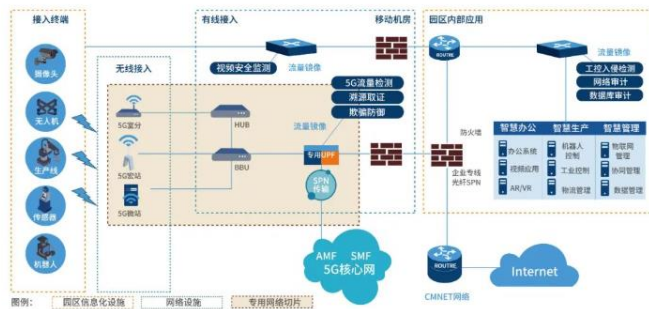 接入终端
有线接入
移动机房
园区内部应用
摄像头
无人机
生产线
传感器
机器人
无线接入
视频安全监测
流量镜像
5G流量检测
溯源取证
欺骗防御
流量镜像
5G室分
5G宏站
5G微站
HUB
BBU
专用UPF
SPN
传输
AMF SMF
5G核心网
ROUTRE
流量镜像
工控入侵检测
网络审计
数据库审计
防火墙
企业专线
光纤SPN
智慧办公
智慧生产
智慧管理
办公系统
视频应用
AR/VR
机器人
控制
工业控制
物流管理
物联网
管理
协同管理
数据管理
ROUTRE
CMNET网络
Internet
图例:
园区信息化设施
网络设施
专用网络切片